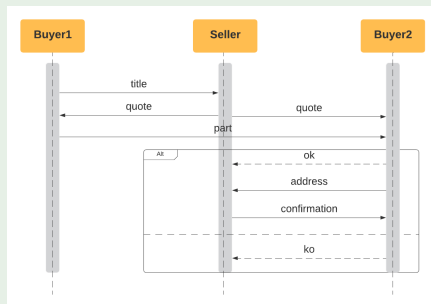 Buyer1 Seller Buyer2
title
quote quote
part
Alt
ok
address
confirmation
ko